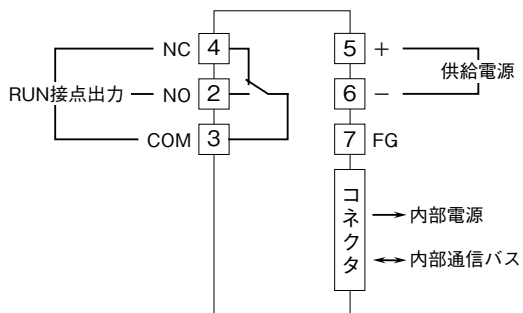 NC 4
RUN接点出力 NO 2
COM 3
5 +
供給電源
6 −
7 FG
コネクタ
内部電源
内部通信バス